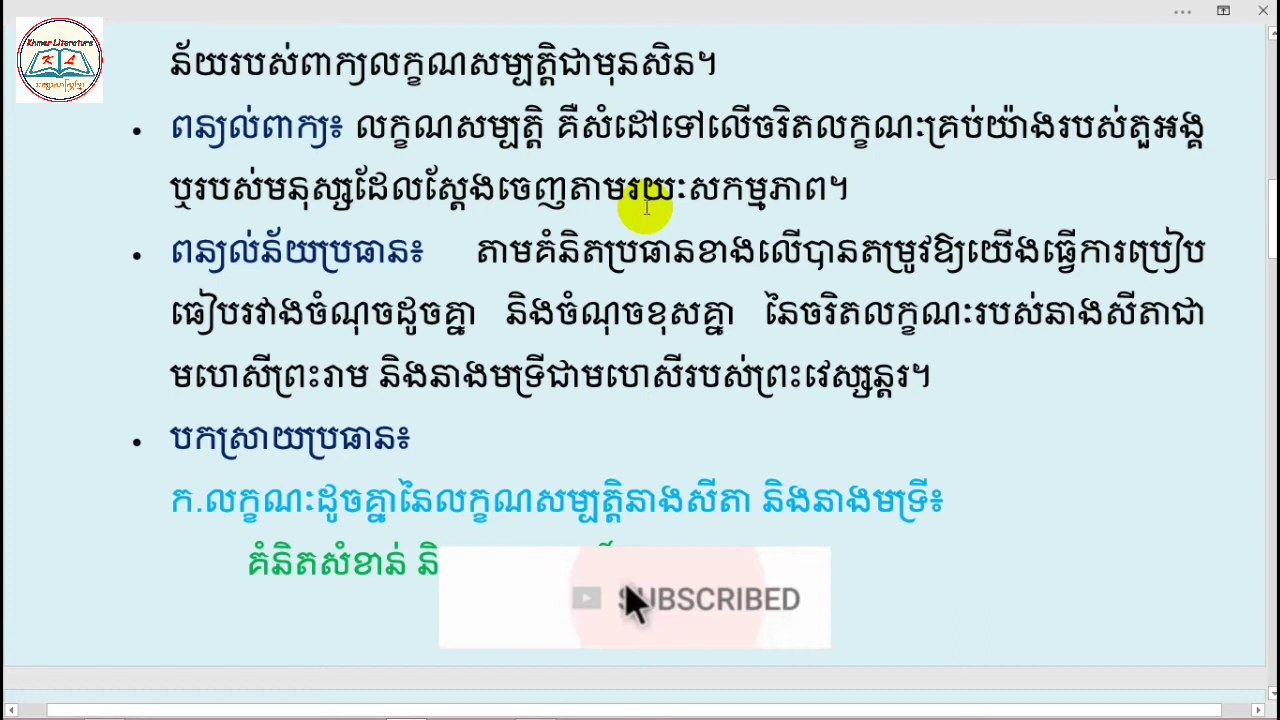 Khmer Literature
K L
ន័យរបស់ពាក្យលក្ខណសម្បត្តិជាមុនសិន។
• ពន្យល់ពាក្យ៖ លក្ខណសម្បត្តិ គឺសំដៅទៅលើចរិតលក្ខណៈគ្រប់យ៉ាងរបស់តួអង្គ
ឬរបស់មនុស្សដែលស្ដែងចេញតាមរយៈសកម្មភាព។
• ពន្យល់ន័យប្រធាន៖ តាមគំនិតប្រធានខាងលើបានតម្រូវឱ្យយើងធ្វើការប្រៀប
ធៀបរវាងចំណុចដូចគ្នា និងចំណុចខុសគ្នា នៃចរិតលក្ខណៈរបស់នាងសីតាជា
មហេសីព្រះរាម និងនាងមទ្រីជាមហេសីរបស់ព្រះវេស្សន្តរ។
• បកស្រាយប្រធាន៖
ក.លក្ខណៈដូចគ្នានៃលក្ខណសម្បត្តិនាងសីតា និងនាងមទ្រី៖
គំនិតសំខាន់ និ
SUBSCRIBED